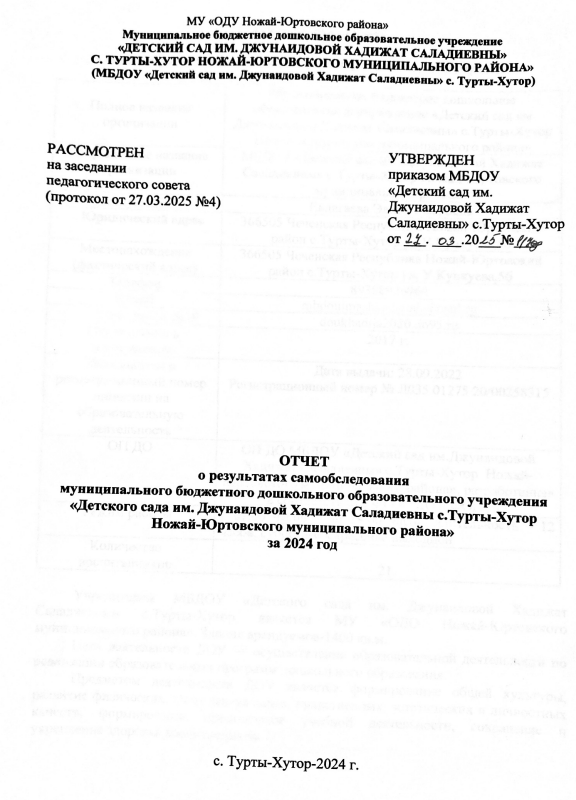 МУ «ОДУ Ножай-Юртовского района»
Муниципальное бюджетное дошкольное образовательное учреждение
«ДЕТСКИЙ САД ИМ. ДЖУНАИДОВОЙ ХАДИЖАТ САЛАДИЕВНЫ»
С. ТУРТЫ-ХУТОР НОЖАЙ-ЮРТОВСКОГО МУНИЦИПАЛЬНОГО РАЙОНА»
(МБДОУ «Детский сад им. Джунаидовой Хадижат Саладиевны» с. Турты-Хутор)
РАССМОТРЕН
на заседании
педагогического совета
(протокол от 27.03.2025 №4)
УТВЕРЖДЕН
приказом МБДОУ
«Детский сад им.
Джунаидовой Хадижат
Саладиевны» с.Турты-Хутор
от 27. 03 .2025 №
ОТЧЕТ
о результатах самообследования
муниципального бюджетного дошкольного образовательного учреждения
«Детского сада им. Джунаидовой Хадижат Саладиевны с.Турты-Хутор
Ножай-Юртовского муниципального района»
за 2024 год
с. Турты-Хутор-2024 г.